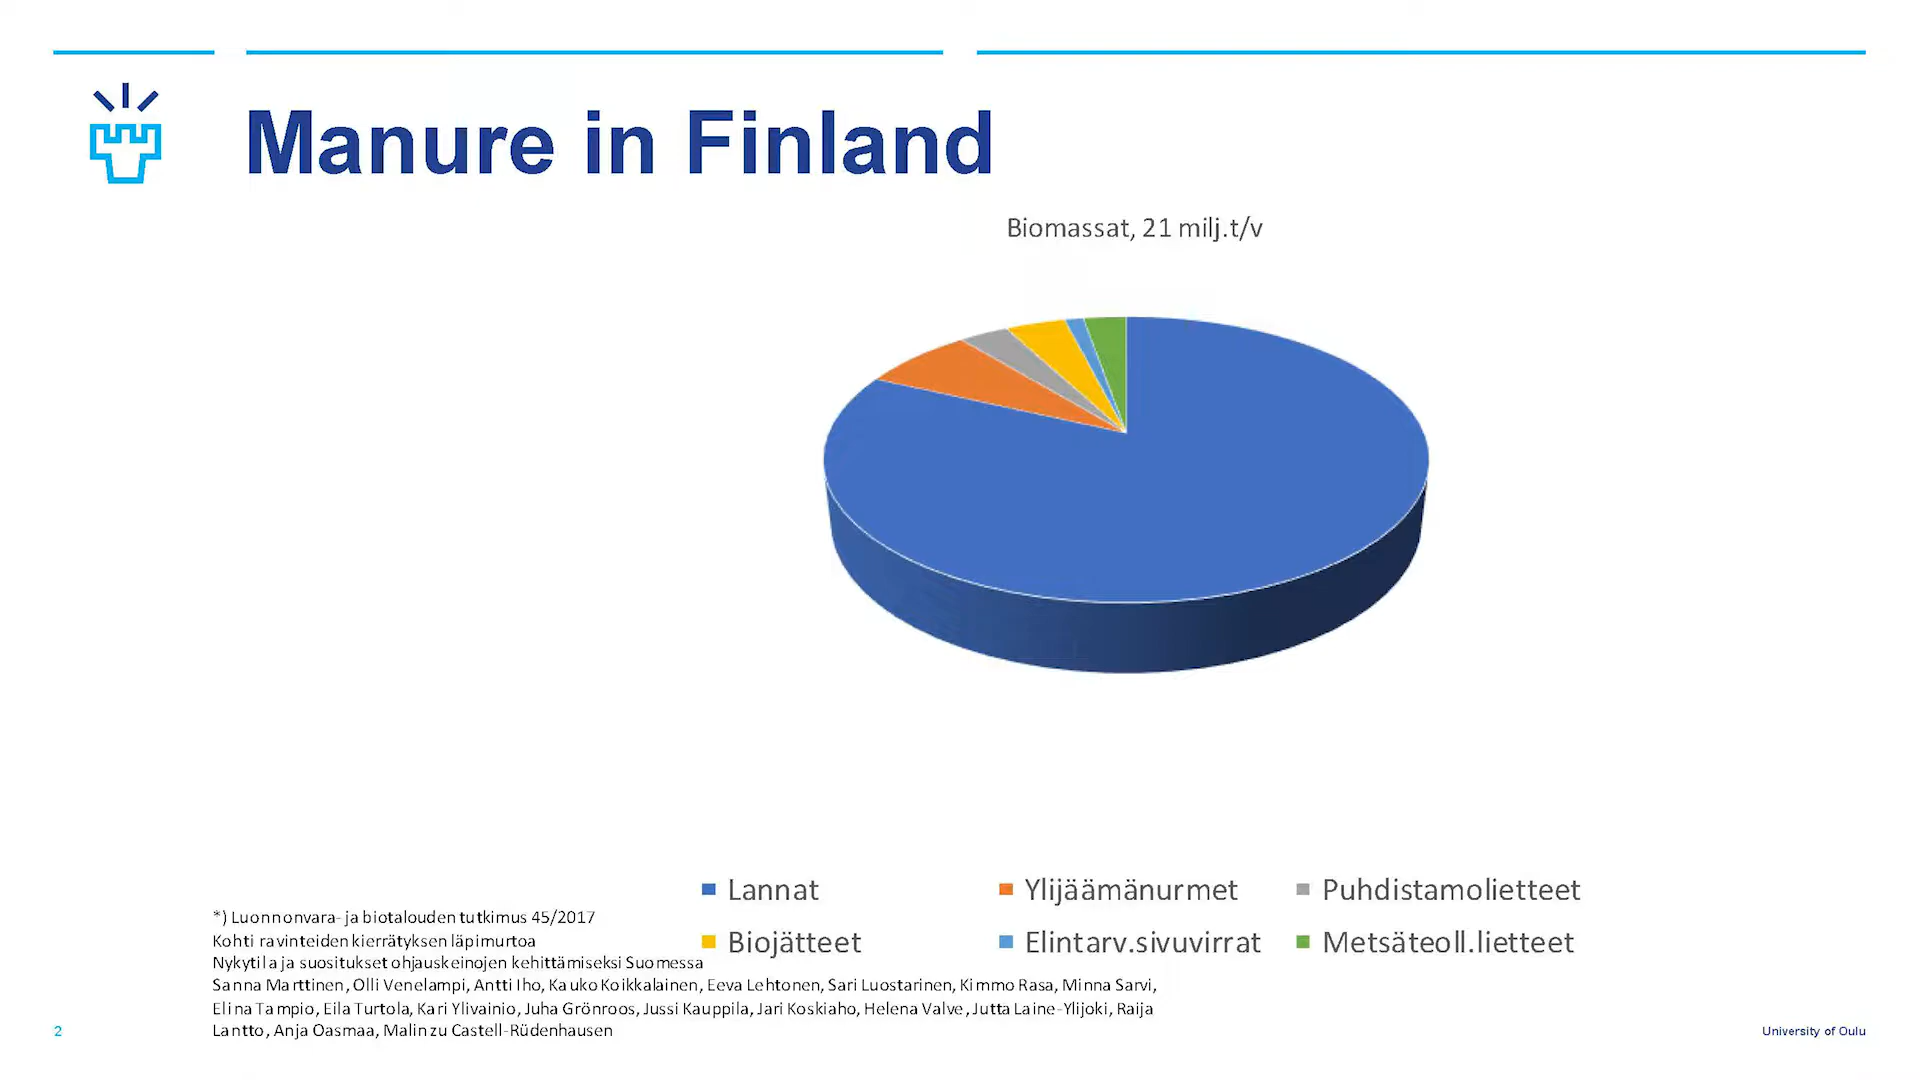 Manure in Finland
Biomassat, 21 milj.t/v
Lannat
Ylijäämänurmet
Puhdistamolietteet
Biojätteet
Elintarv.sivuvirrat
Metsäteoll.lietteet
*) Luonnonvara- ja biotalouden tutkimus 45/2017
Kohti ravinteiden kierrätyksen läpimurtoa
Nykytila ja suositukset ohjauskeinojen kehittämiseksi Suomessa
Sanna Marttinen, Olli Venelampi, Antti Iho, Kauko Koikkalainen, Eeva Lehtonen, Sari Luostarinen, Kimmo Rasa, Minna Sarvi,
Elina Tampio, Eila Turtola, Kari Ylivainio, Juha Grönroos, Jussi Kauppila, Jari Koskiaho, Helena Valve, Jutta Laine-Ylijoki, Raija
Lantto, Anja Oasmaa, Malin zu Castell-Rüdenhausen
2
University of Oulu